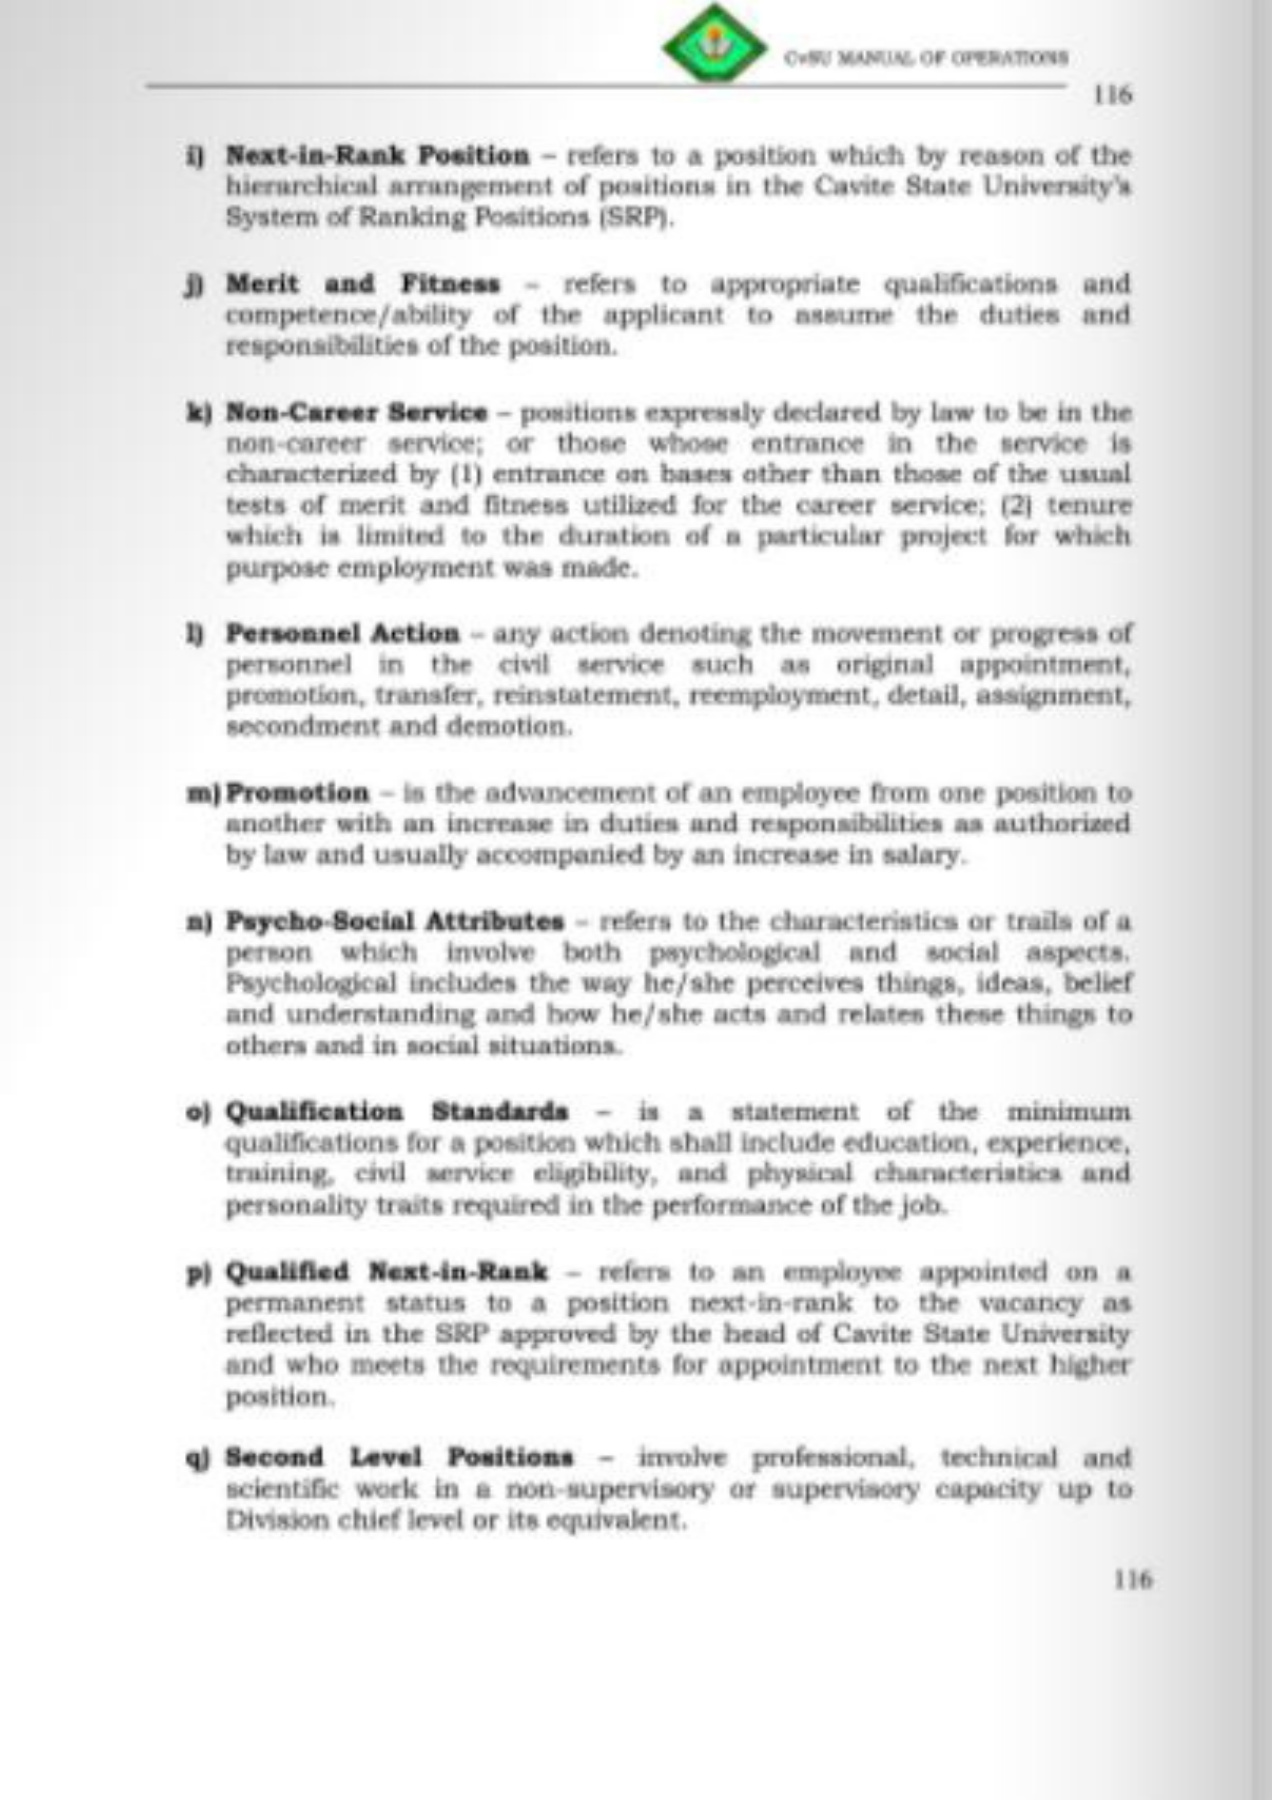 CvSU MANUAL OF OPERATIONS
116
i) Next-in-Rank Position – refers to a position which by reason of the
hierarchical arrangement of positions in the Cavite State University's
System of Ranking Positions (SRP).
j) Merit and Fitness – refers to appropriate qualifications and
competence/ability of the applicant to assume the duties and
responsibilities of the position.
k) Non-Career Service – positions expressly declared by law to be in the
non-career service; or those whose entrance in the service is
characterized by (1) entrance on bases other than those of the usual
tests of merit and fitness utilized for the career service; (2) tenure
which is limited to the duration of a particular project for which
purpose employment was made.
l) Personnel Action – any action denoting the movement or progress of
personnel in the civil service such as original appointment,
promotion, transfer, reinstatement, reemployment, detail, assignment,
secondment and demotion.
m) Promotion – is the advancement of an employee from one position to
another with an increase in duties and responsibilities as authorized
by law and usually accompanied by an increase in salary.
n) Psycho-Social Attributes – refers to the characteristics or trails of a
person which involve both psychological and social aspects.
Psychological includes the way he/she perceives things, ideas, belief
and understanding and how he/she acts and relates these things to
others and in social situations.
o) Qualification Standards – is a statement of the minimum
qualifications for a position which shall include education, experience,
training, civil service eligibility, and physical characteristics and
personality traits required in the performance of the job.
p) Qualified Next-in-Rank – refers to an employee appointed on a
permanent status to a position next-in-rank to the vacancy as
reflected in the SRP approved by the head of Cavite State University
and who meets the requirements for appointment to the next higher
position.
q) Second Level Positions – involve professional, technical and
scientific work in a non-supervisory or supervisory capacity up to
Division chief level or its equivalent.
116